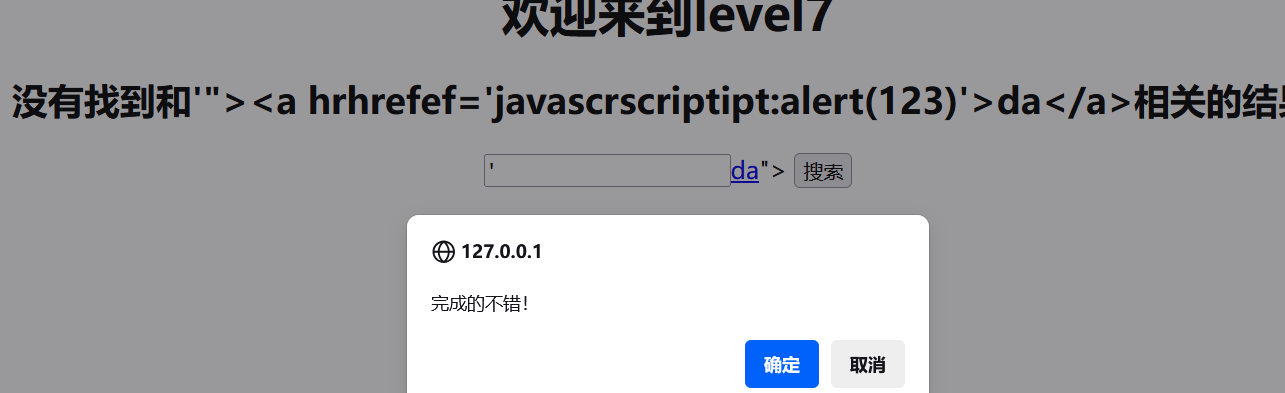 欢迎来到level7
没有找到和'"><a hrhrefef='javascrscriptipt:alert(123)'>da</a>相关的结果
'da"> 搜索
127.0.0.1
完成的不错！
确定 取消